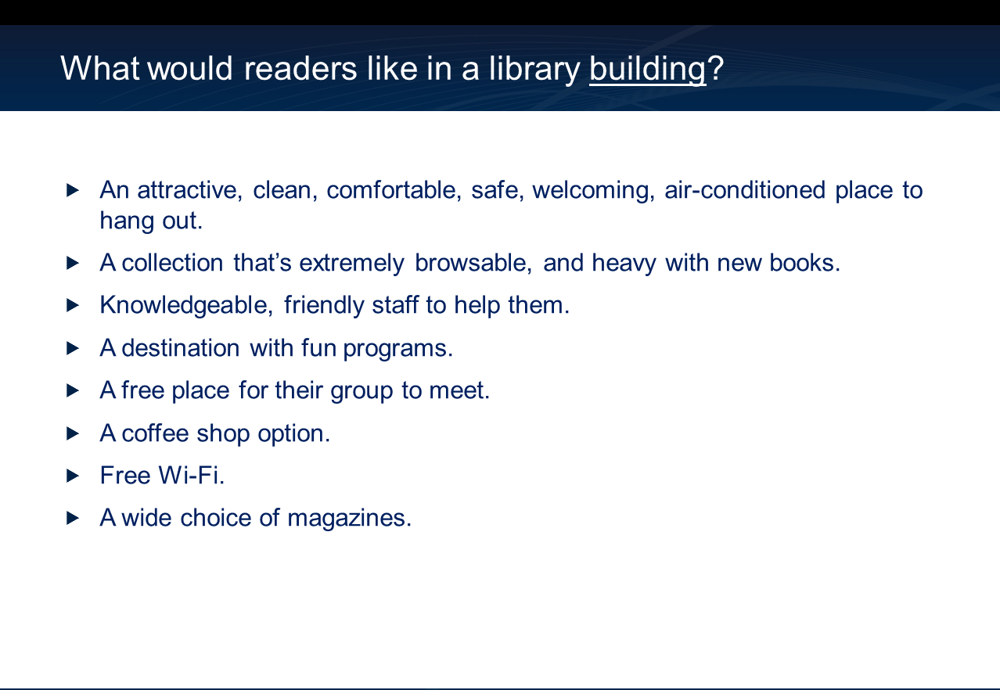 What would readers like in a library building?
An attractive, clean, comfortable, safe, welcoming, air-conditioned place to
hang out.
A collection that’s extremely browsable, and heavy with new books.
Knowledgeable, friendly staff to help them.
A destination with fun programs.
A free place for their group to meet.
A coffee shop option.
Free Wi-Fi.
A wide choice of magazines.